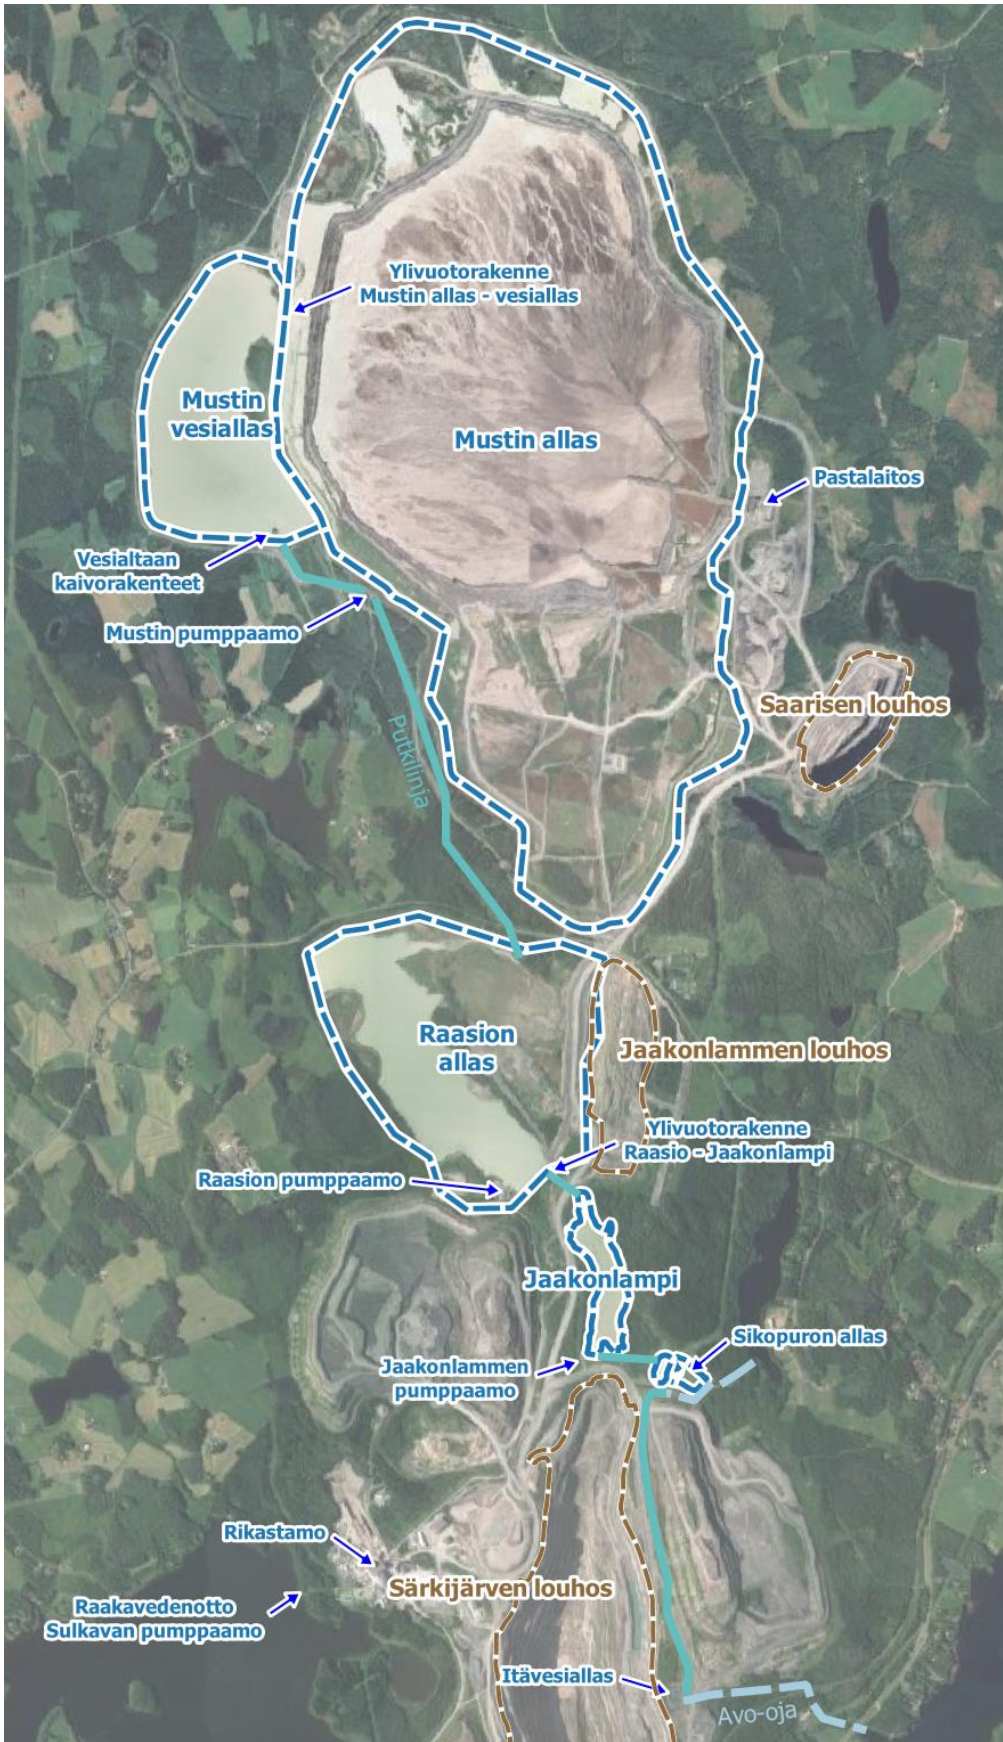 Ylivuotorakenne
Mustin allas - vesiallas
Mustin
vesiallas
Mustin allas
Pastalaitos
Vesialtaan
kaivorakenteet
Mustin pumppaamo
Saarisen louhos
Putkilinja
Raasion
allas
Jaakonlammen louhos
Ylivuotorakenne
Raasio - Jaakonlampi
Raasion pumppaamo
Jaakonlampi
Sikopuron allas
Jaakonlammen
pumppaamo
Rikastamo
Särkijärven louhos
Raakavedenotto
Sulkavan pumppaamo
Itävesiallas
Avo-oja